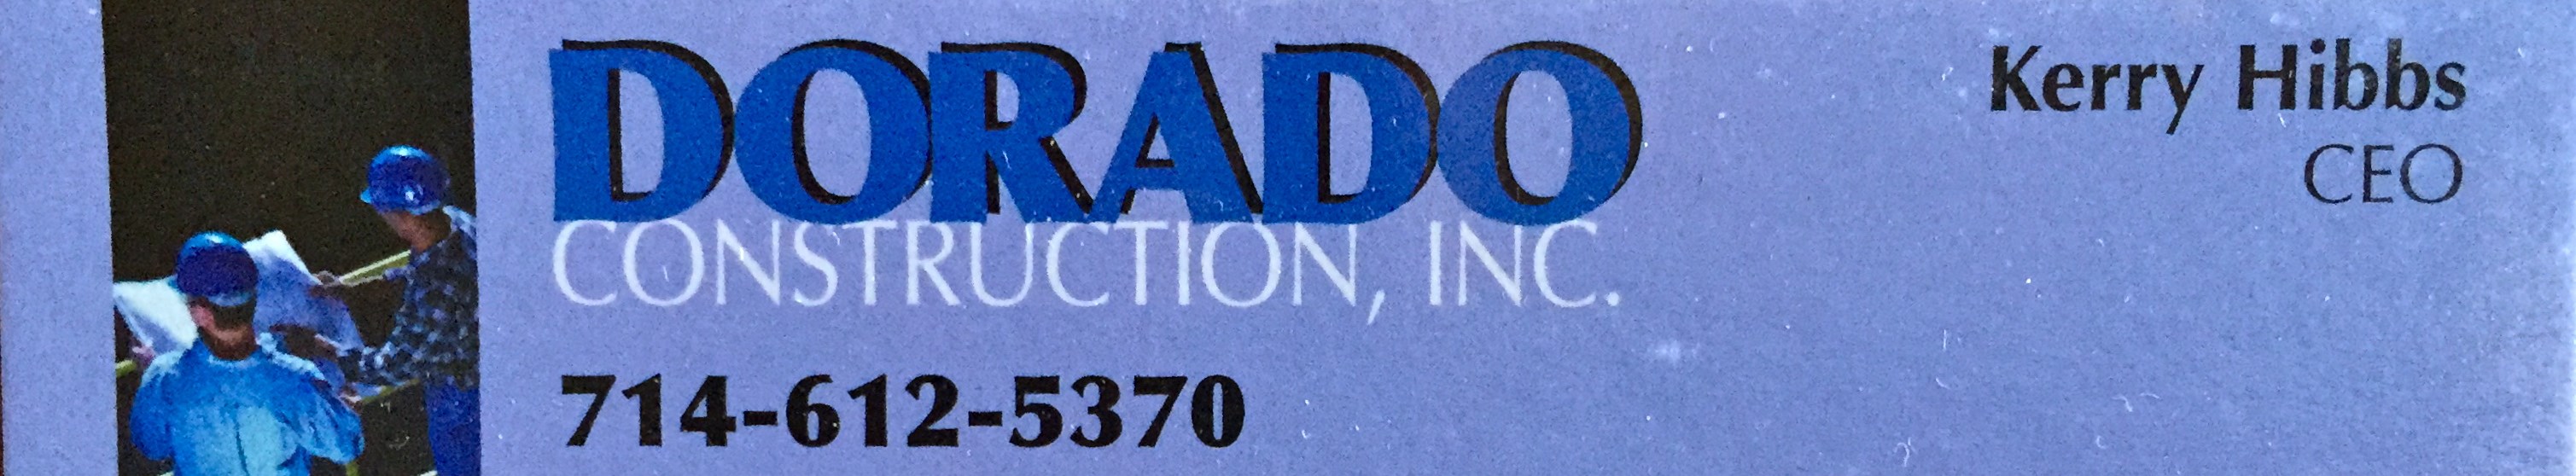 DORADO
CONSTRUCTION, INC.
714-612-5370
Kerry Hibbs
CEO